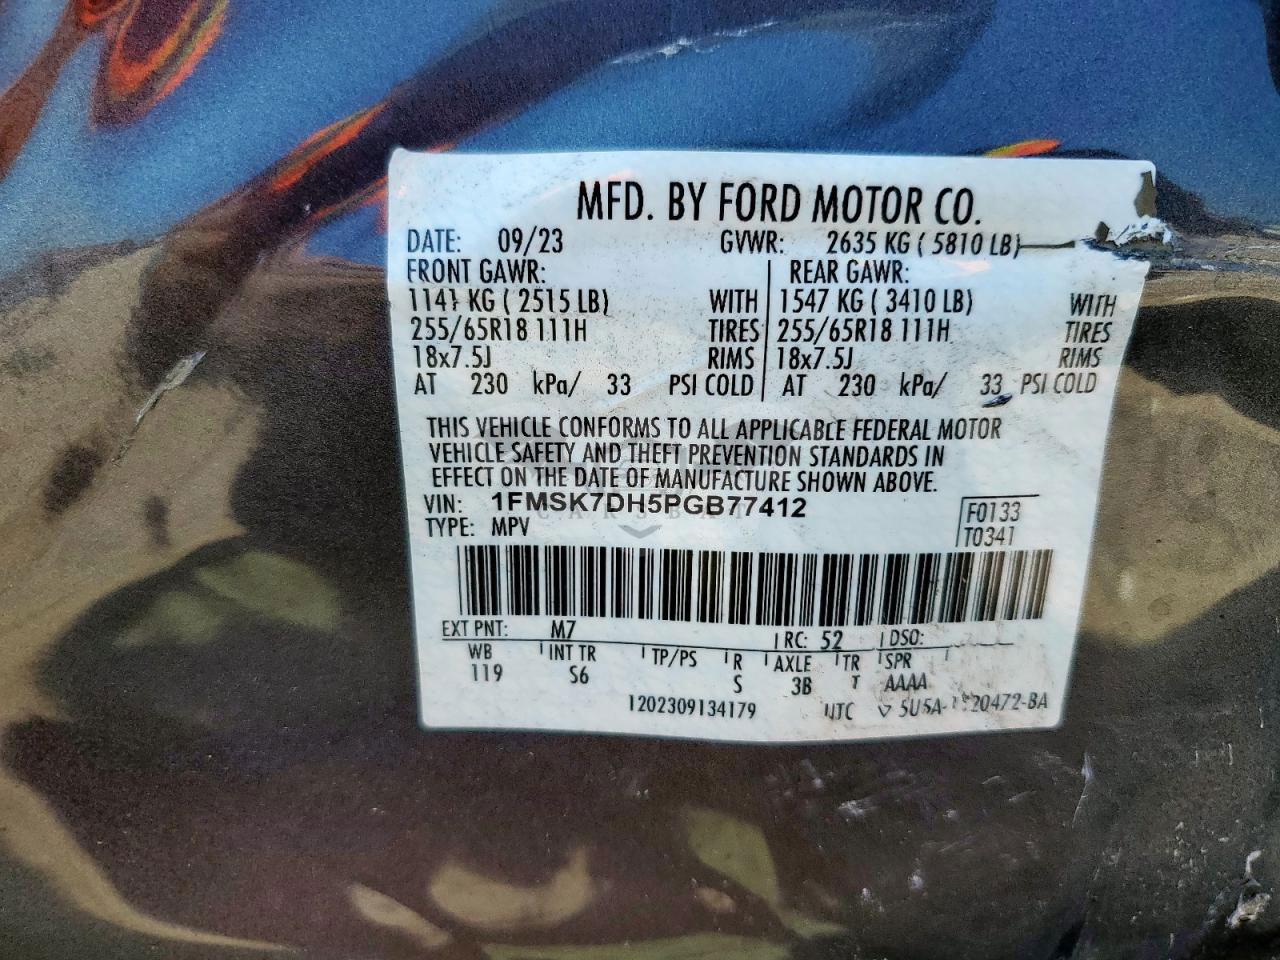 MFD. BY FORD MOTOR CO.
DATE: 09/23 GVWR: 2635 KG ( 5810 LB)
FRONT GAWR: REAR GAWR:
1141 KG ( 2515 LB) WITH 1547 KG ( 3410 LB) WITH
255/65R18 111H TIRES 255/65R18 111H TIRES
18x7.5J RIMS 18x7.5J RIMS
AT 230 kPa/ 33 PSI COLD AT 230 kPa/ 33 PSI COLD
THIS VEHICLE CONFORMS TO ALL APPLICABLE FEDERAL MOTOR
VEHICLE SAFETY AND THEFT PREVENTION STANDARDS IN
EFFECT ON THE DATE OF MANUFACTURE SHOWN ABOVE.
VIN: 1FMSK7DH5PGB77412
TYPE: MPV
F0133
T0341
EXT PNT: M7 RC: 52 DSO:
WB INT TR TP/PS R AXLE TR SPR
119 S6 S 3B T AAAA
1202309134179 UTC